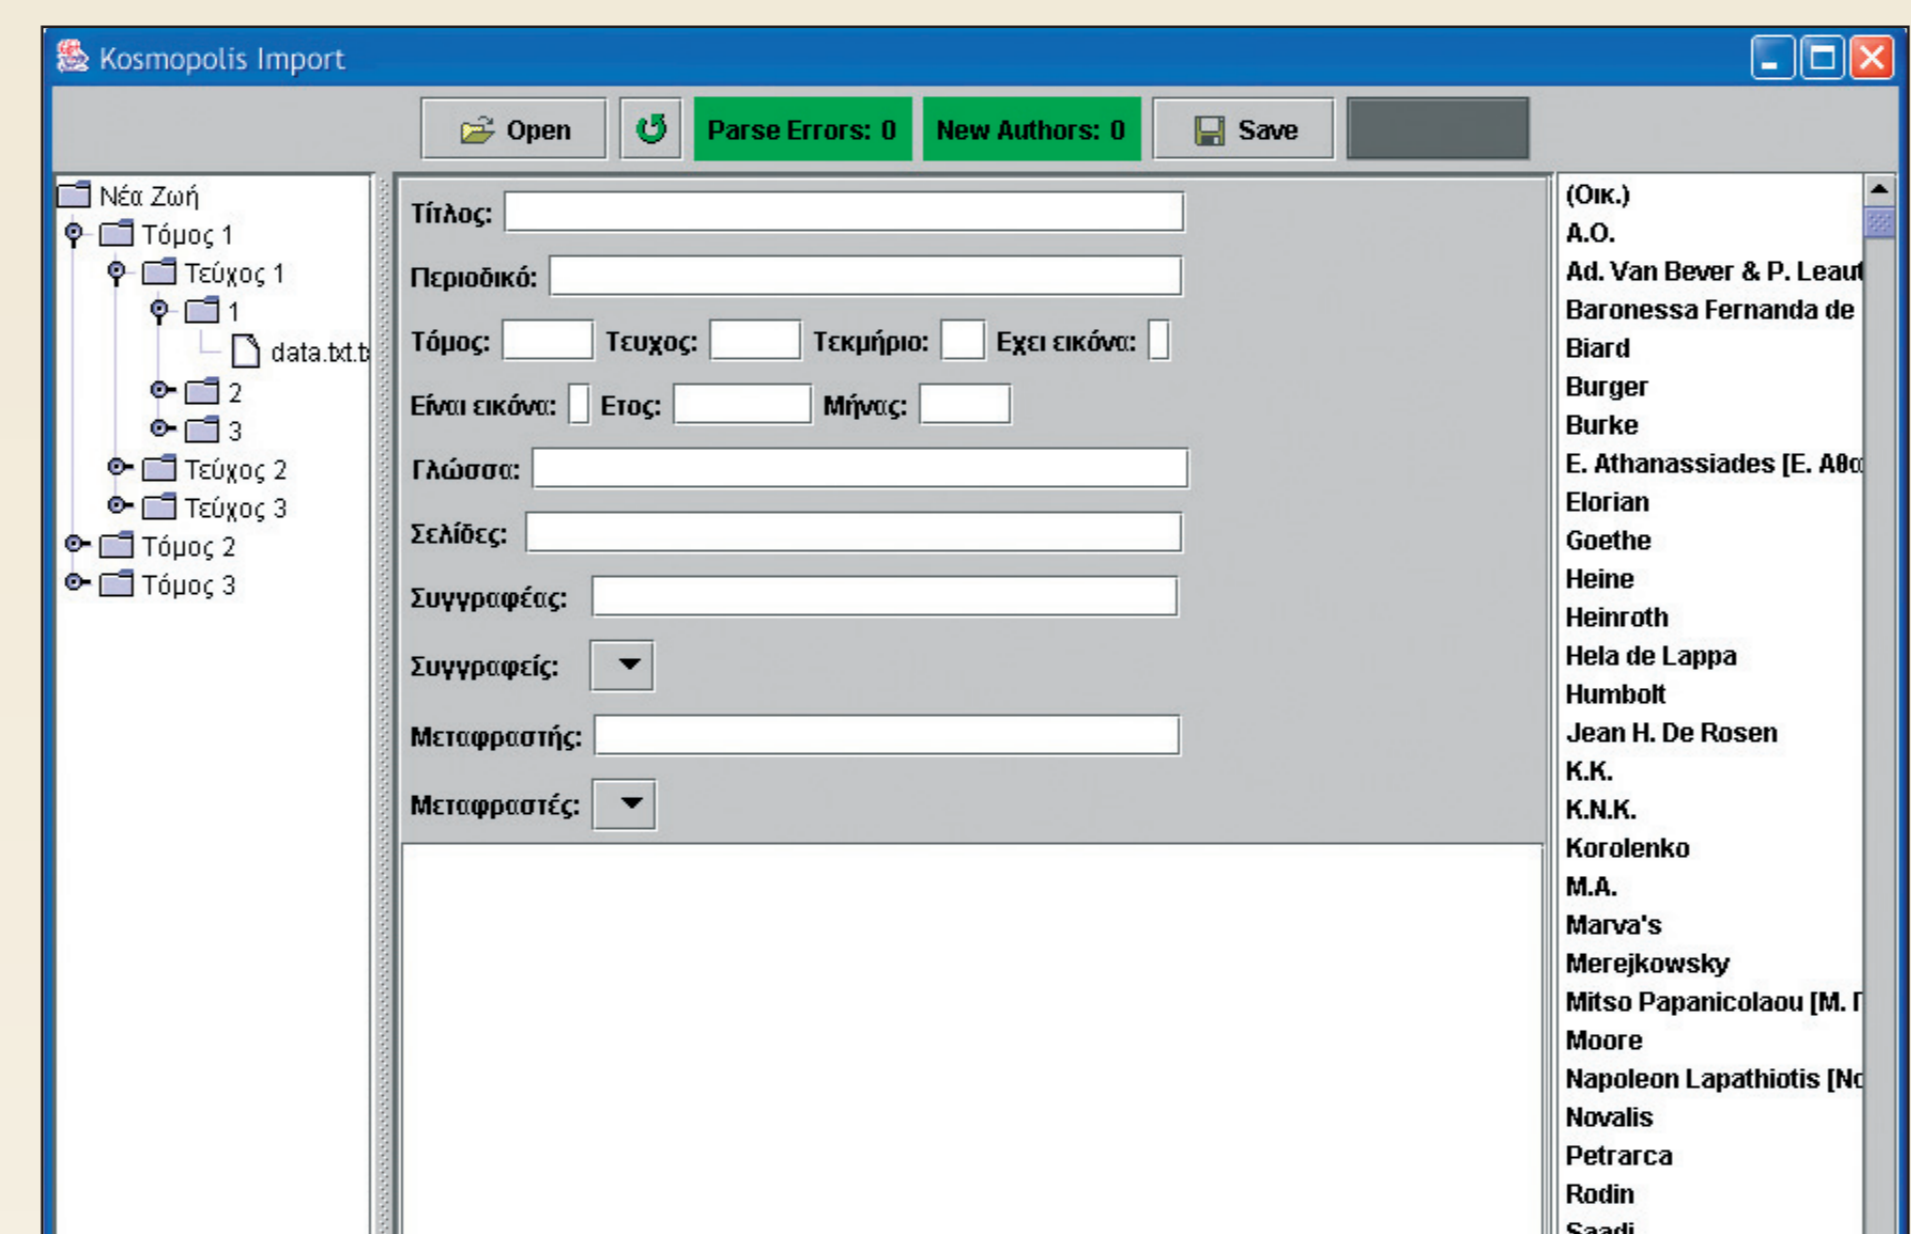 Kosmopolis Import
Open
Parse Errors: 0
New Authors: 0
Save
Νέα Ζωή
Τόμος 1
Τεύχος 1
1
data.txt.t
2
3
Τεύχος 2
Τεύχος 3
Τόμος 2
Τόμος 3
Τίτλος:
Περιοδικό:
Τόμος: Τευχος: Τεκμήριο: Εχει εικόνα:
Είναι εικόνα: Ετος: Μήνας:
Γλώσσα:
Σελίδες:
Συγγραφέας:
Συγγραφείς:
Μεταφραστής:
Μεταφραστές:
(Οικ.)
A.O.
Ad. Van Bever & P. Leaut
Baronessa Fernanda de
Biard
Burger
Burke
E. Athanassiades [Ε. Αθα
Elorian
Goethe
Heine
Heinroth
Hela de Lappa
Humbolt
Jean H. De Rosen
K.K.
K.N.K.
Korolenko
M.A.
Marva's
Merejkowsky
Mitso Papanicolaou [Μ. Π
Moore
Napoleon Lapathiotis [Να
Novalis
Petrarca
Rodin
Saadi